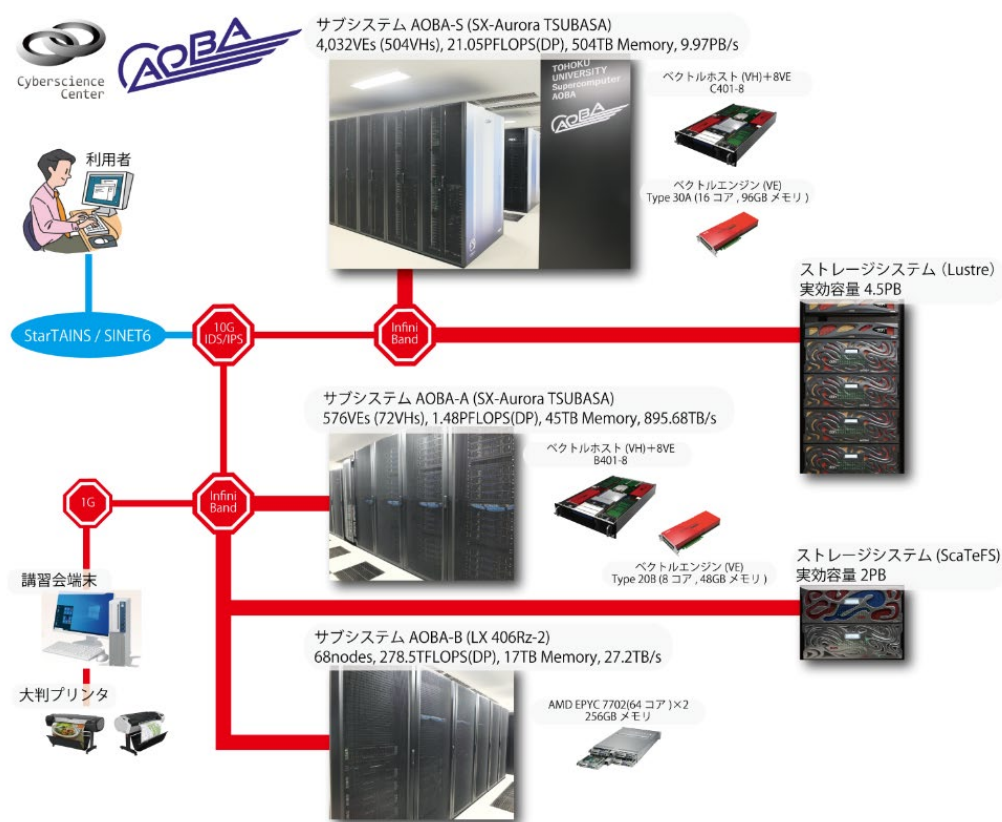 サブシステム AOBA-S (SX-Aurora TSUBASA)
4,032VEs (504VHs), 21.05PFLOPS(DP), 504TB Memory, 9.97PB/s
Cyberscience
Center
AOBA
TOHOKU
UNIVERSITY
Supercomputer
AOBA
AOBA
ベクトルホスト (VH)＋8VE
C401-8
利用者
ベクトルエンジン (VE)
Type 30A (16 コア , 96GB メモリ )
ストレージシステム（Lustre）
実効容量 4.5PB
StarTAINS / SINET6
10G
IDS/IPS
Infini
Band
サブシステム AOBA-A (SX-Aurora TSUBASA)
576VEs (72VHs), 1.48PFLOPS(DP), 45TB Memory, 895.68TB/s
ベクトルホスト (VH)＋8VE
B401-8
1G
Infini
Band
ベクトルエンジン (VE)
Type 20B (8 コア , 48GB メモリ )
ストレージシステム (ScaTeFS)
実効容量 2PB
講習会端末
サブシステム AOBA-B (LX 406Rz-2)
68nodes, 278.5TFLOPS(DP), 17TB Memory, 27.2TB/s
大判プリンタ
AMD EPYC 7702(64 コア )×2
256GB メモリ